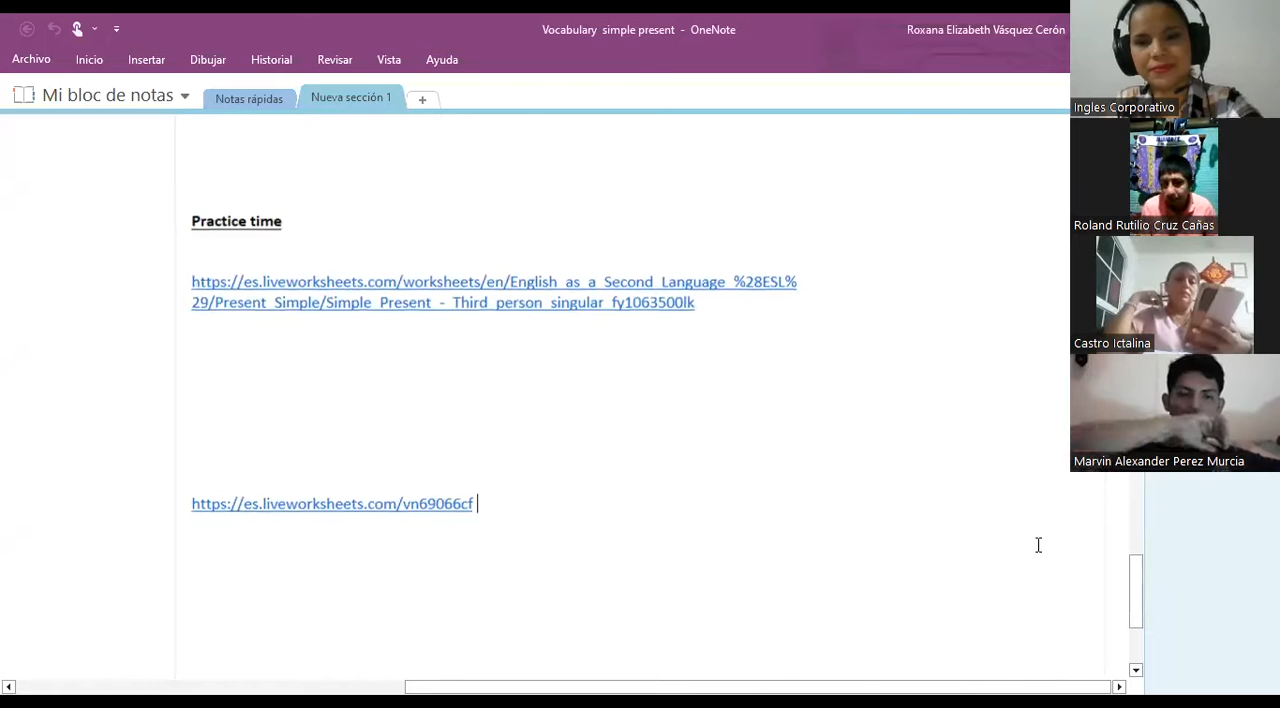 Vocabulary simple present - OneNote
Roxana Elizabeth Vásquez Cerón
Archivo Inicio Insertar Dibujar Historial Revisar Vista Ayuda
Mi bloc de notas Notas rápidas Nueva sección 1 +
Ingles Corporativo
Roland Rutilio Cruz Cañas
Castro Ictalina
Marvin Alexander Perez Murcia
Practice time
https://es.liveworksheets.com/worksheets/en/English_as_a_Second_Language_%28ESL%
29/Present_Simple/Simple_Present_-_Third_person_singular_fy1063500lk
https://es.liveworksheets.com/vn69066cf